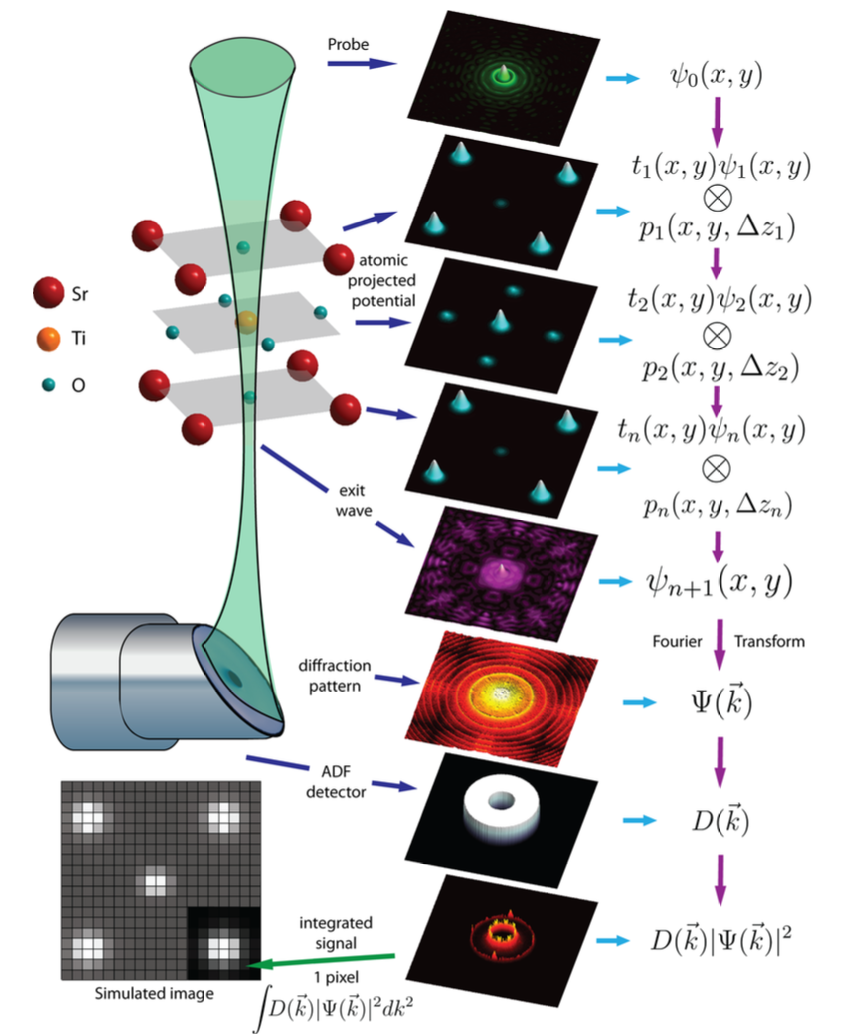 Probe
ψ₀(x, y)
t₁(x, y)ψ₁(x, y)
⊗
p₁(x, y, Δz₁)
atomic
projected
potential
Sr
Ti
O
t₂(x, y)ψ₂(x, y)
⊗
p₂(x, y, Δz₂)
tₙ(x, y)ψₙ(x, y)
⊗
pₙ(x, y, Δzₙ)
exit
wave
ψₙ₊₁(x, y)
Fourier Transform
diffraction
pattern
Ψ(k⃗)
ADF
detector
D(k⃗)
integrated
signal
D(k⃗)|Ψ(k⃗)|²
1 pixel
∫D(k⃗)|Ψ(k⃗)|²dk²
Simulated image